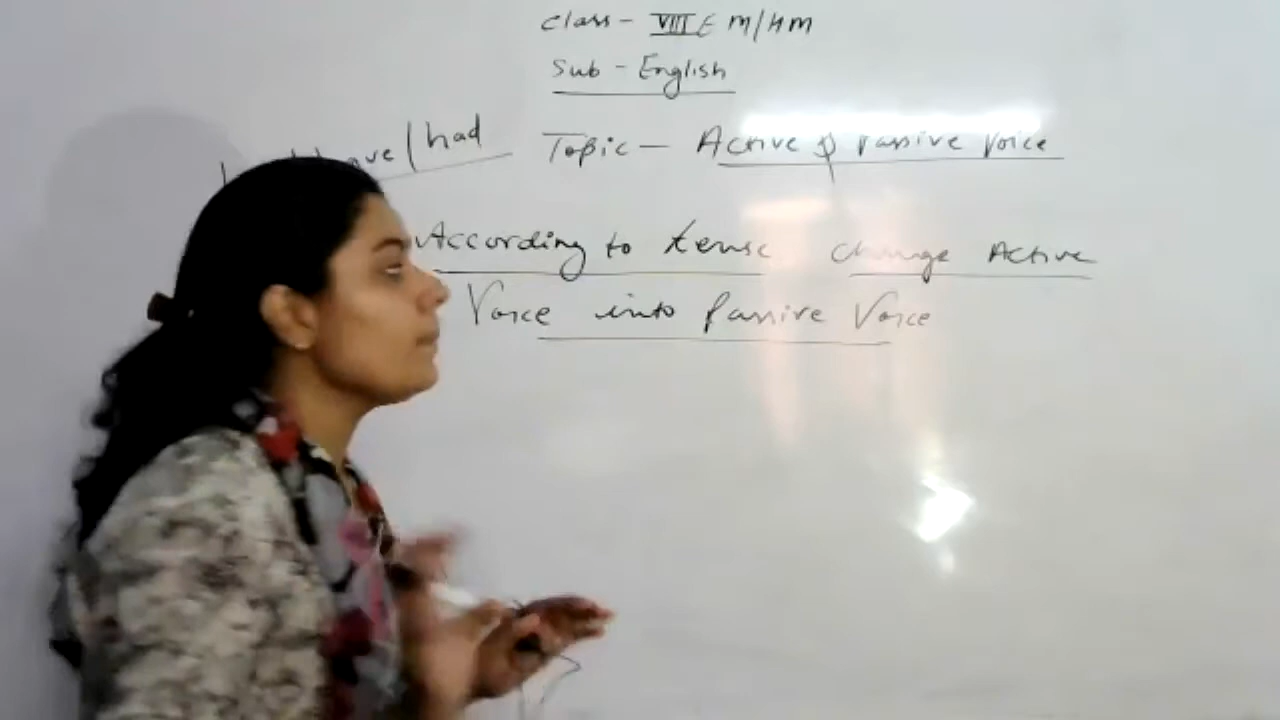 Class - VIII E M/HM
Sub - English
Topic - Active & Passive Voice
have/had
According to tense change Active
Voice into Passive Voice